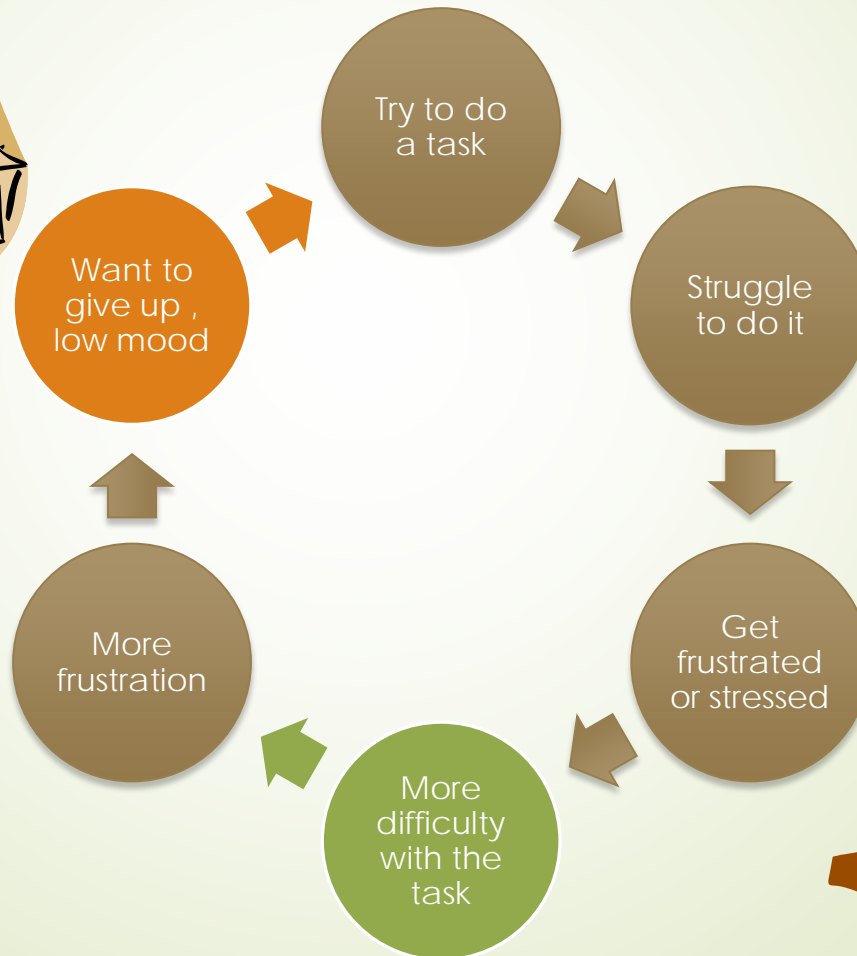 Try to do
a task
Struggle
to do it
Get
frustrated
or stressed
More
difficulty
with the
task
More
frustration
Want to
give up ,
low mood